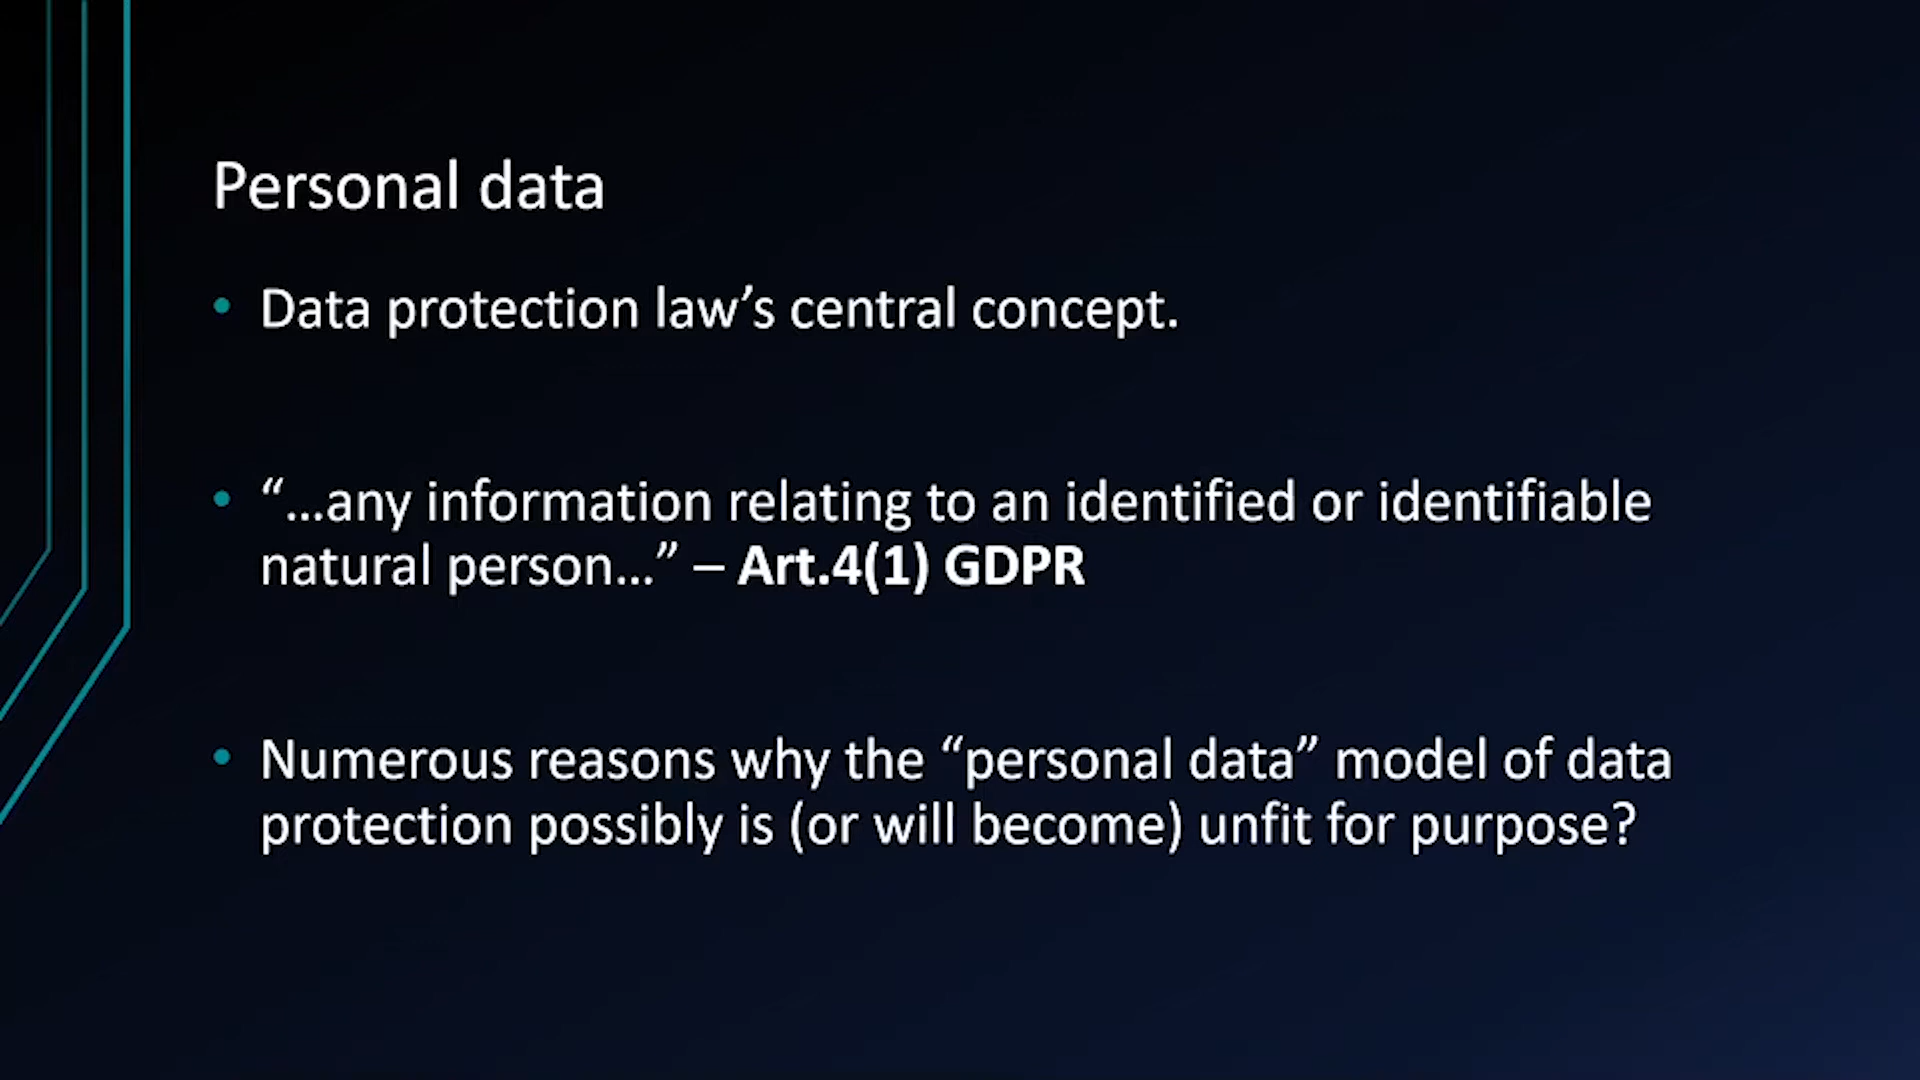 Personal data
• Data protection law’s central concept.
• “…any information relating to an identified or identifiable
natural person…” – Art.4(1) GDPR
• Numerous reasons why the “personal data” model of data
protection possibly is (or will become) unfit for purpose?